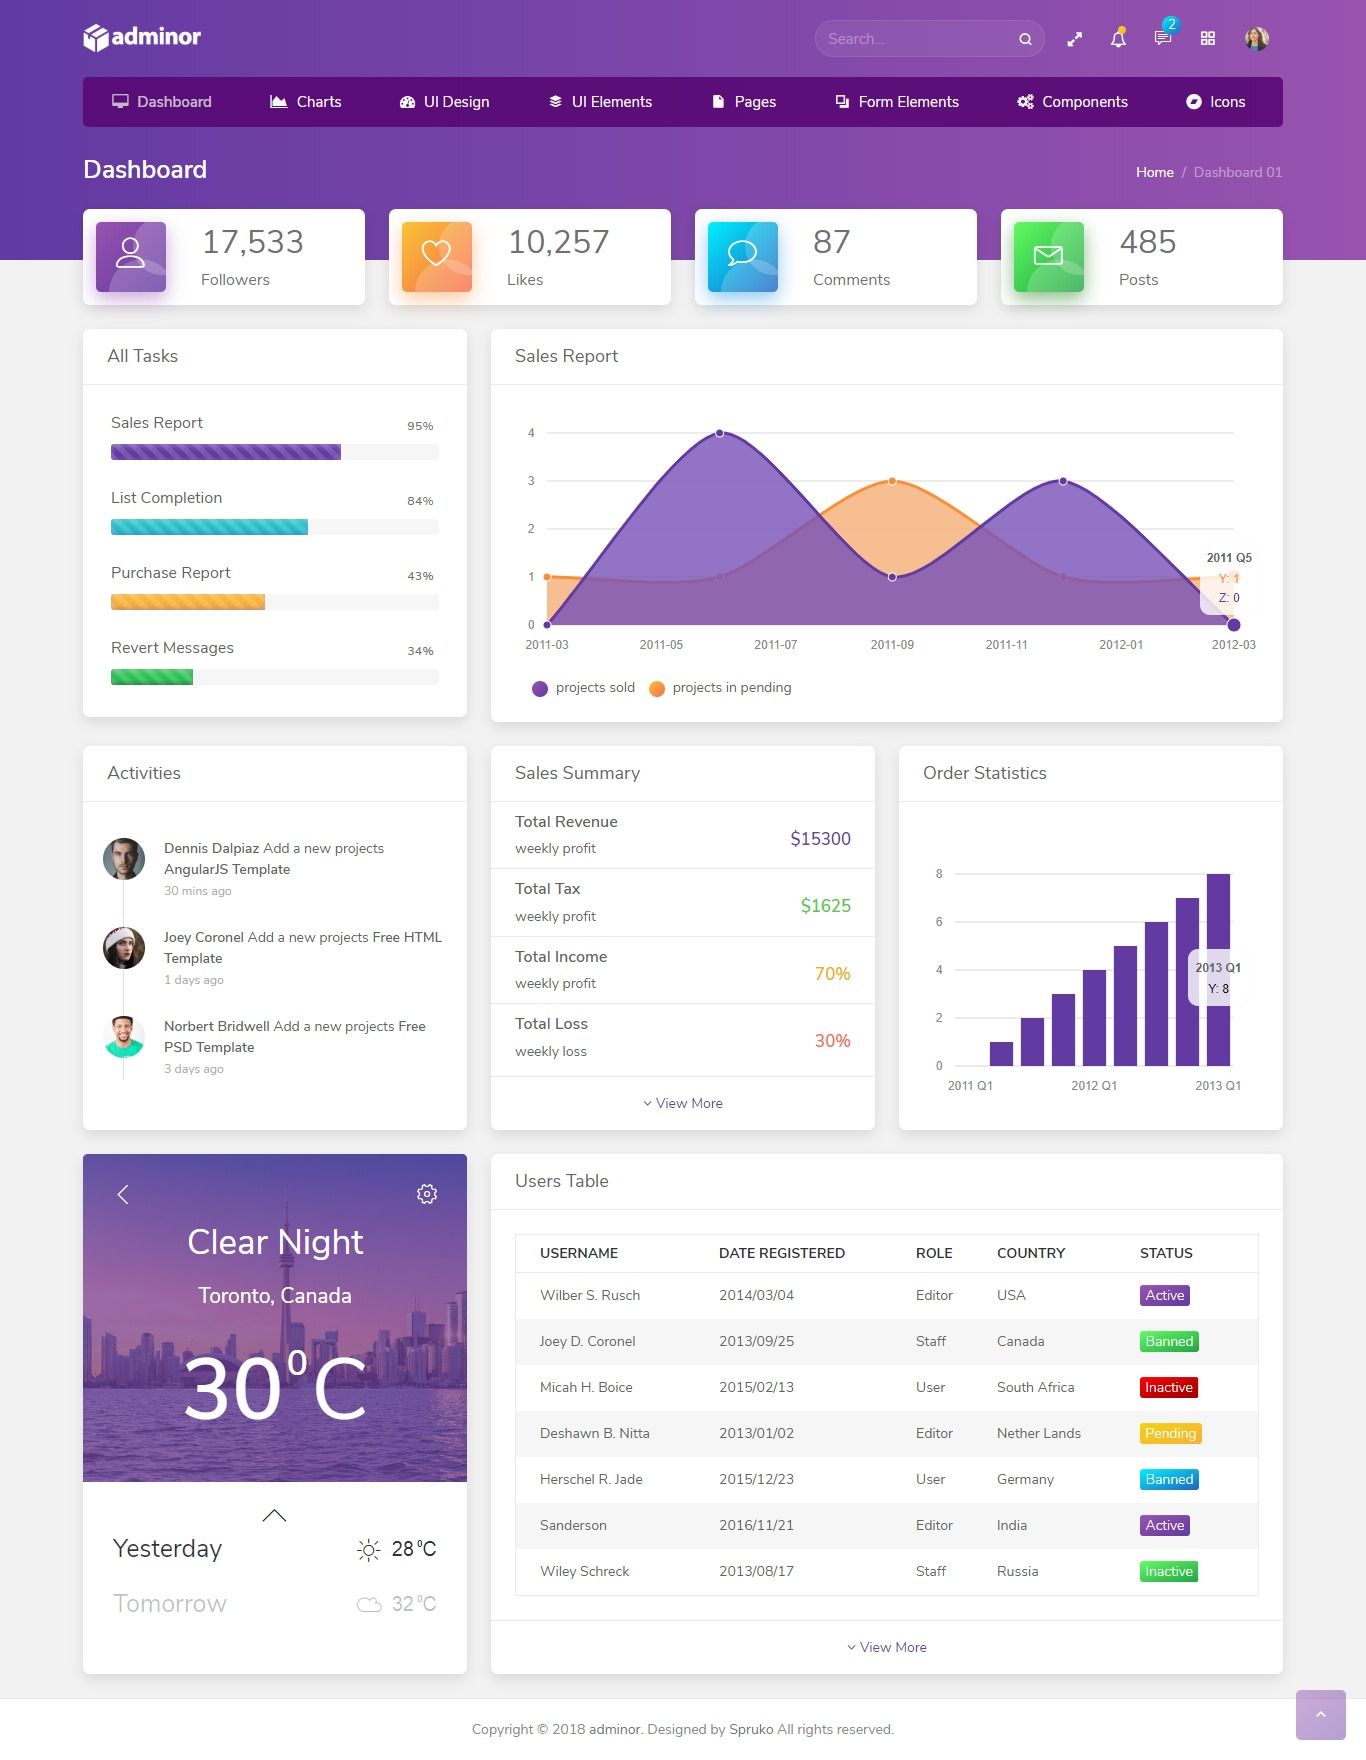 adminor
Search...
2
Dashboard Charts UI Design UI Elements Pages Form Elements Components Icons
Dashboard
Home / Dashboard 01
17,533
Followers
10,257
Likes
87
Comments
485
Posts
All Tasks
Sales Report 95%
List Completion 84%
Purchase Report 43%
Revert Messages 34%
Sales Report
4
3
2
1
0
2011-03 2011-05 2011-07 2011-09 2011-11 2012-01 2012-03
2011 Q5
Y: 1
Z: 0
projects sold projects in pending
Activities
Dennis Dalpiaz Add a new projects
AngularJS Template
30 mins ago
Joey Coronel Add a new projects Free HTML
Template
1 days ago
Norbert Bridwell Add a new projects Free
PSD Template
3 days ago
Sales Summary
Total Revenue
weekly profit
$15300
Total Tax
weekly profit
$1625
Total Income
weekly profit
70%
Total Loss
weekly loss
30%
View More
Order Statistics
8
6
4
2
0
2011 Q1 2012 Q1 2013 Q1
2013 Q1
Y: 8
Clear Night
Toronto, Canada
30⁰C
Yesterday 28⁰C
Tomorrow 32⁰C
Users Table
USERNAME DATE REGISTERED ROLE COUNTRY STATUS
Wilber S. Rusch 2014/03/04 Editor USA Active
Joey D. Coronel 2013/09/25 Staff Canada Banned
Micah H. Boice 2015/02/13 User South Africa Inactive
Deshawn B. Nitta 2013/01/02 Editor Nether Lands Pending
Herschel R. Jade 2015/12/23 User Germany Banned
Sanderson 2016/11/21 Editor India Active
Wiley Schreck 2013/08/17 Staff Russia Inactive
View More
Copyright © 2018 adminor. Designed by Spruko All rights reserved.